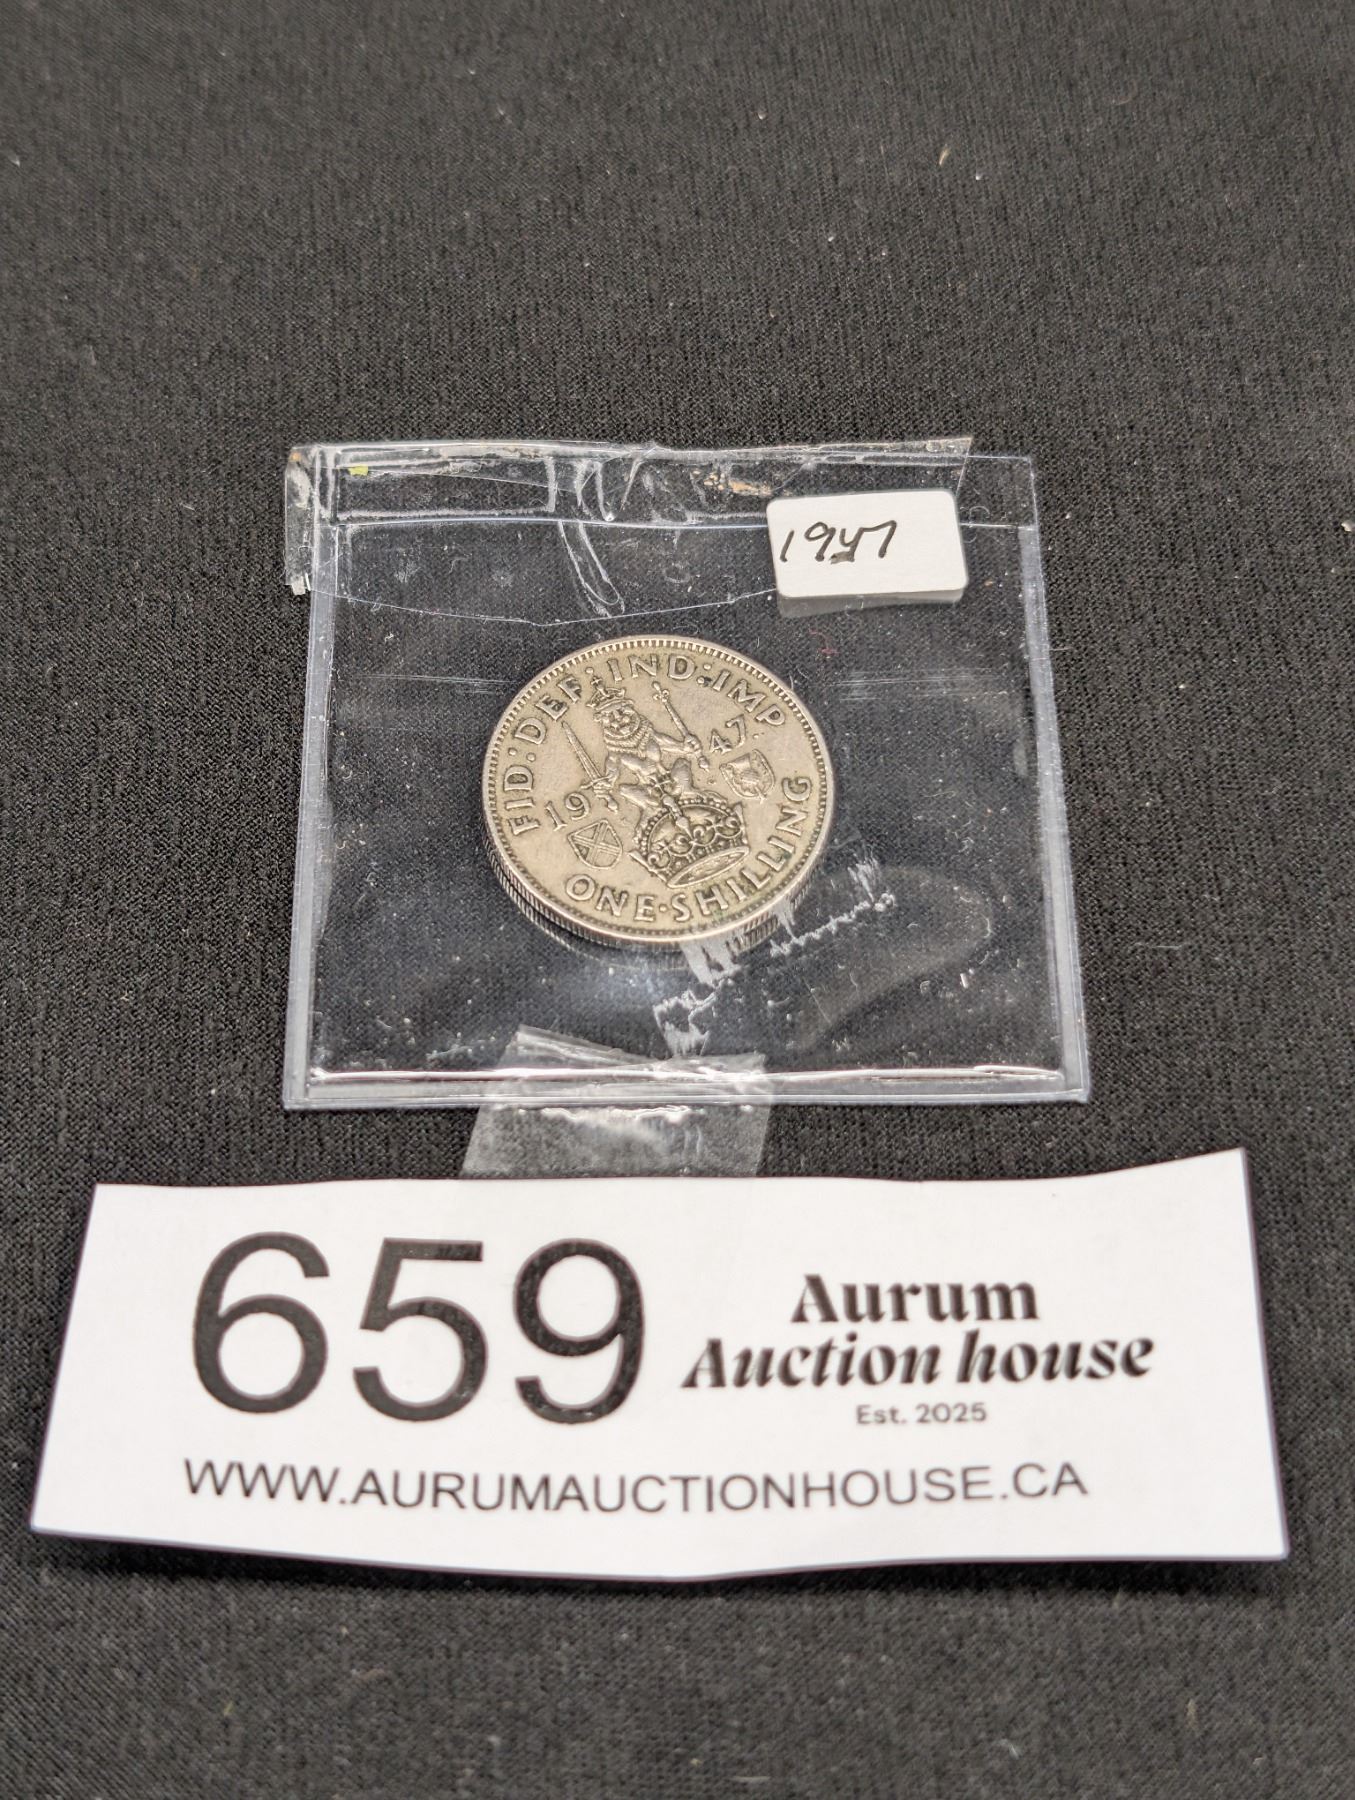 1947
FID:DEF IND:IMP
19 47.
ONE·SHILLING
659
Aurum
Auction house
Est. 2025
WWW.AURUMAUCTIONHOUSE.CA